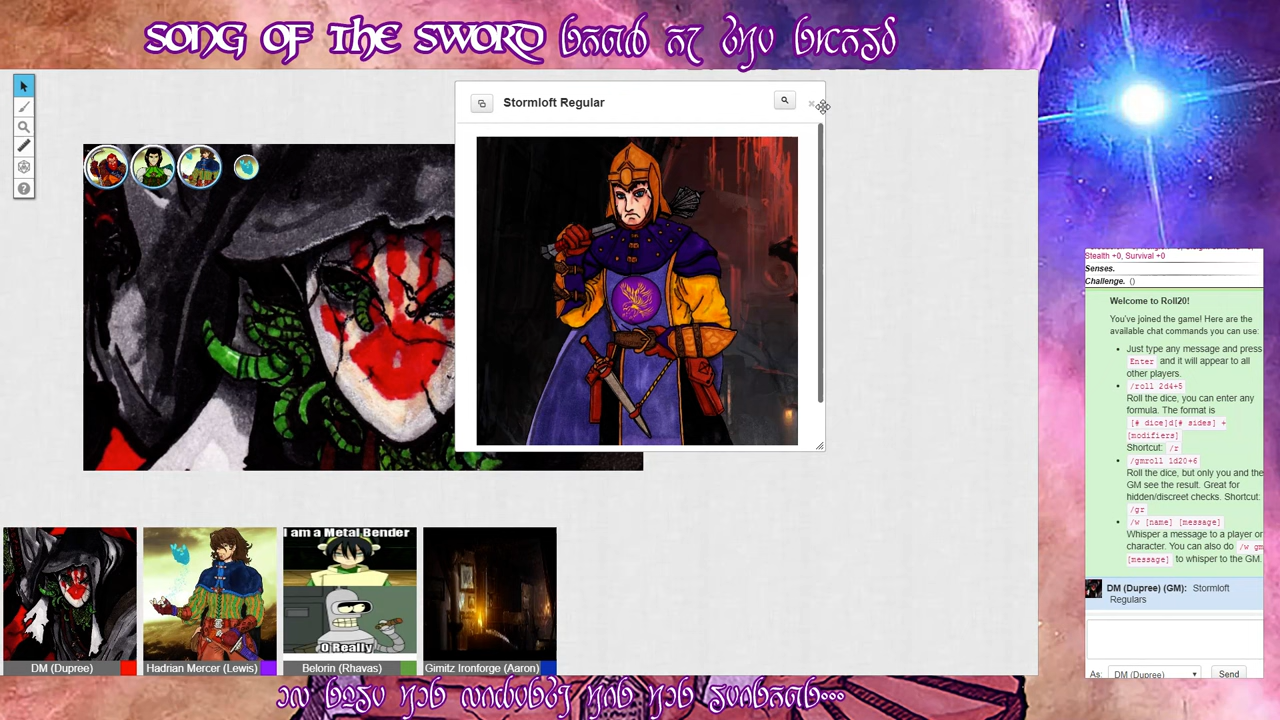 SONG OF THE SWORD
Stormloft Regular
Stealth +0, Survival +0
Senses.
Challenge. ()
Welcome to Roll20!
You've joined the game! Here are the
available chat commands you can use:
Just type any message and press
Enter and it will appear to all
other players.
/roll 2d4+5
Roll the dice, you can enter any
formula. The format is
[# dice]d[# sides] +
[modifiers]
Shortcut: /r
/gmroll 1d20+6
Roll the dice, but only you and the
GM see the result. Great for
hidden/discreet checks. Shortcut:
/gr
/w [name] [message]
Whisper a message to a player or
character. You can also do /w gm
[message] to whisper to the GM.
DM (Dupree) (GM): Stormloft
Regulars
As: DM (Dupree) Send
I am a Metal Bender
O Really
DM (Dupree)
Hadrian Mercer (Lewis)
Belorin (Rhavas)
Gimitz Ironforge (Aaron)